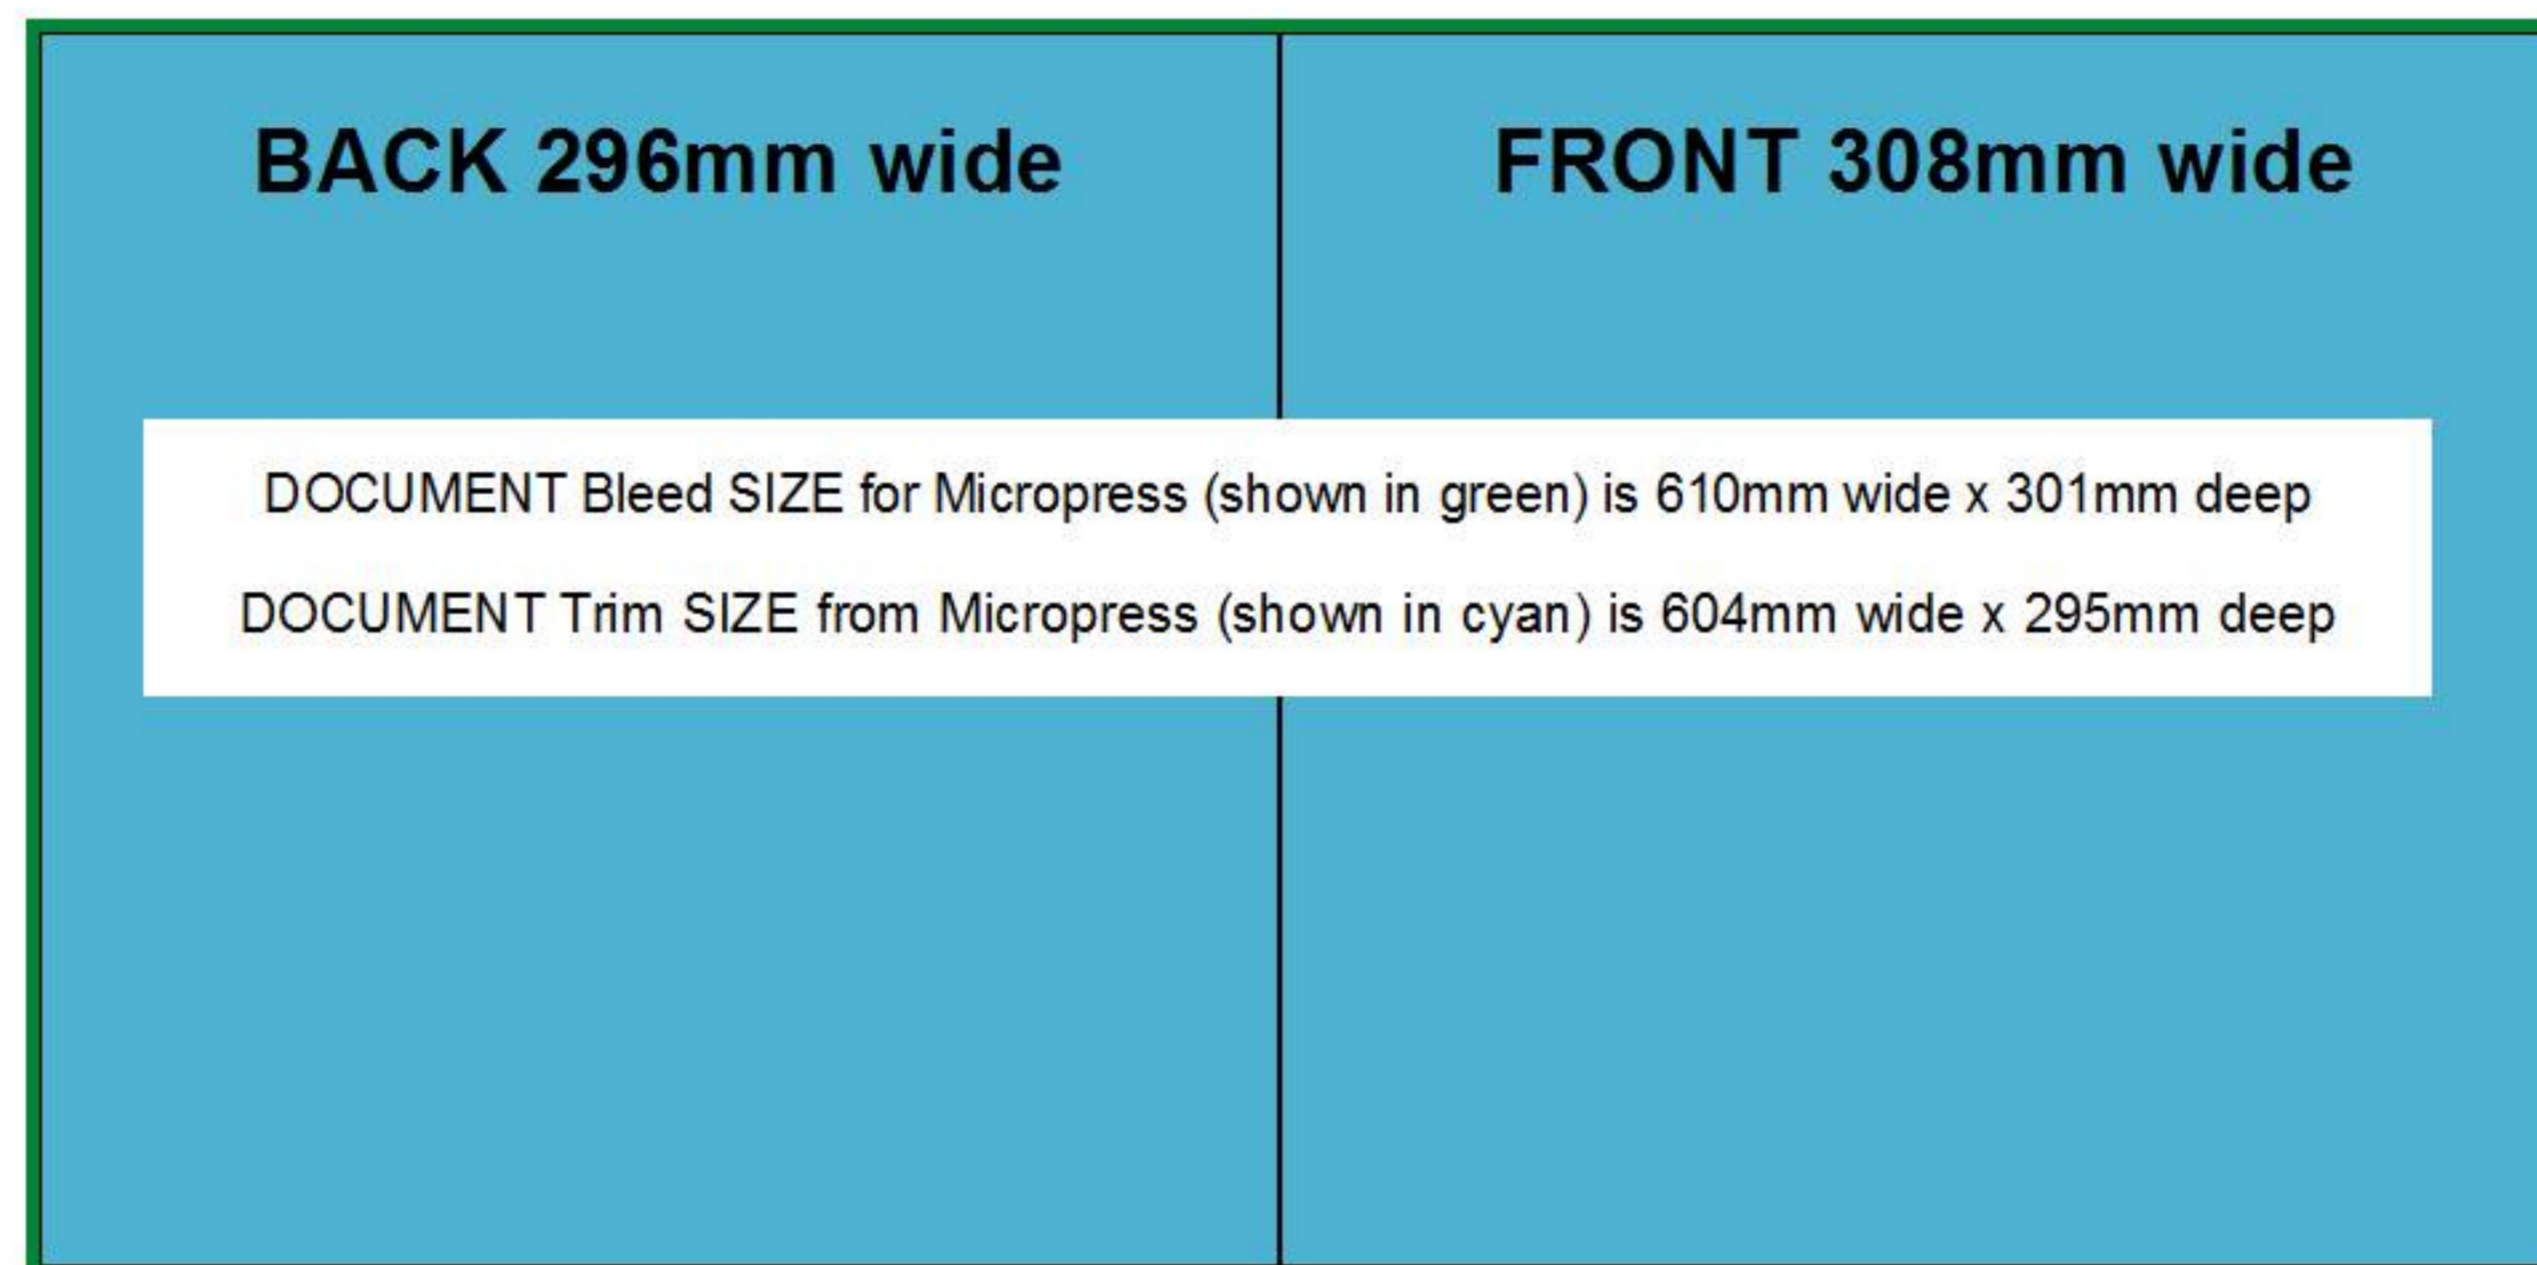 BACK 296mm wide
FRONT 308mm wide
DOCUMENT Bleed SIZE for Micropress (shown in green) is 610mm wide x 301mm deep
DOCUMENT Trim SIZE from Micropress (shown in cyan) is 604mm wide x 295mm deep